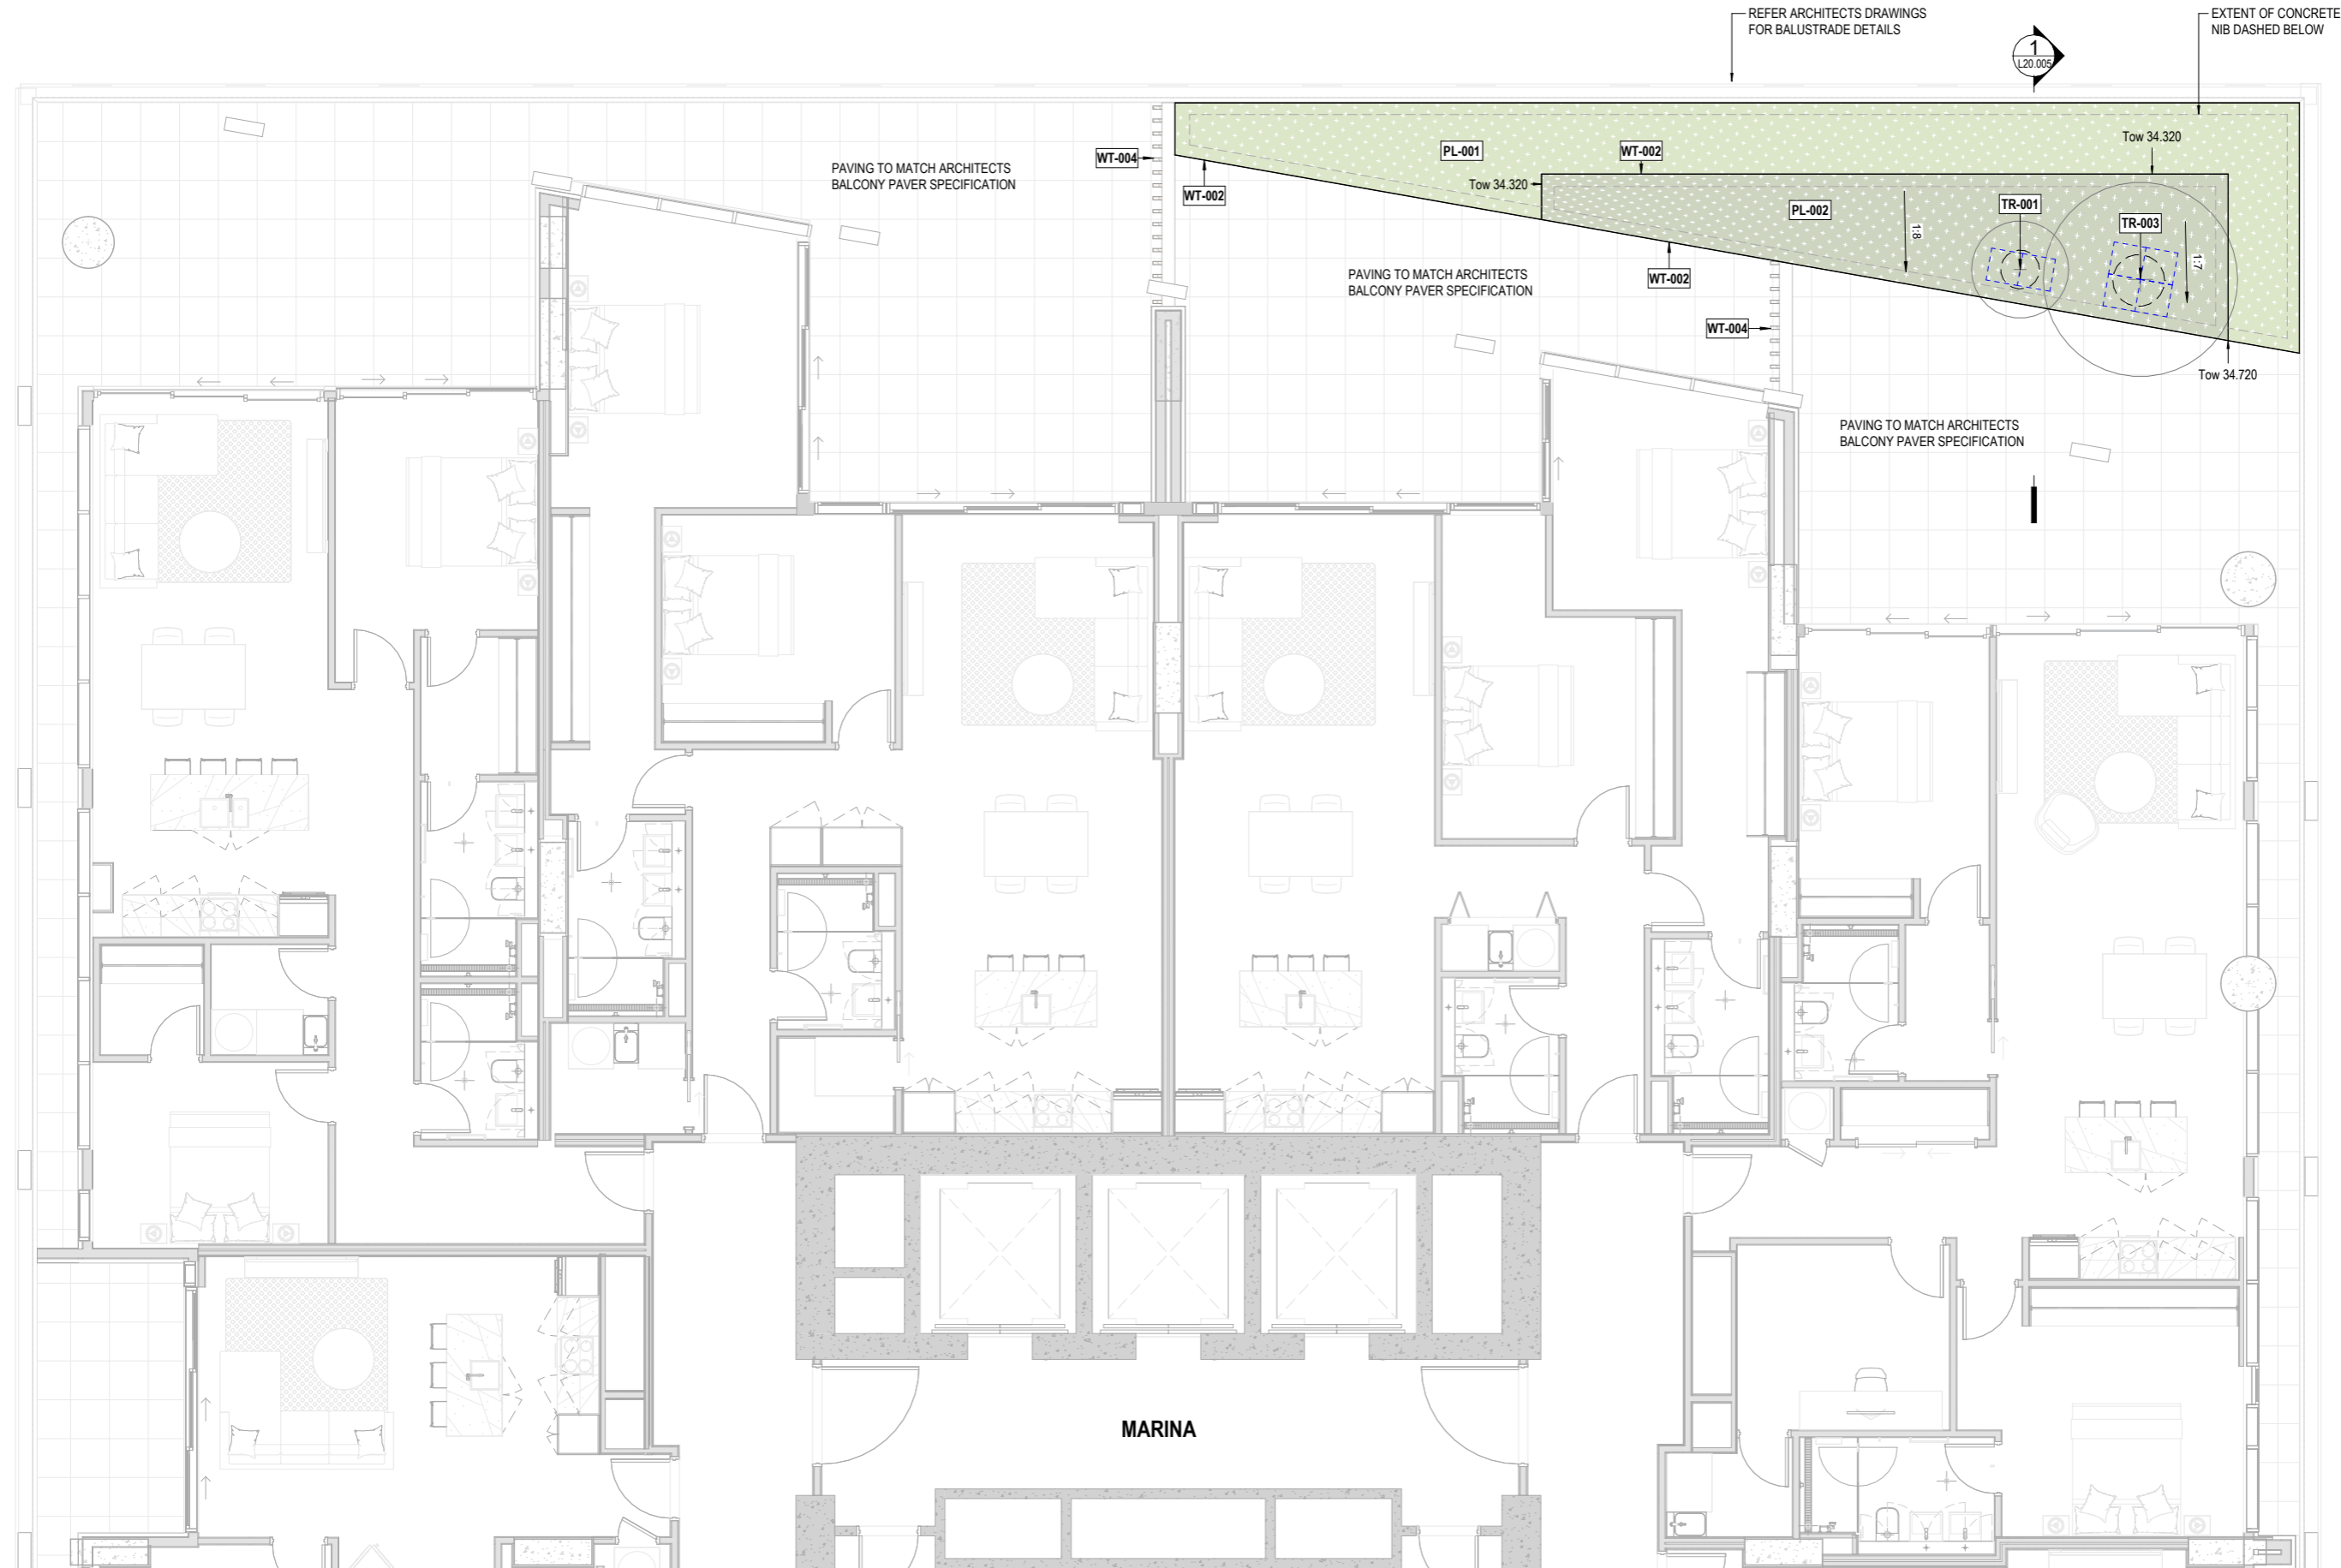 REFER ARCHITECTS DRAWINGS
FOR BALUSTRADE DETAILS
EXTENT OF CONCRETE
NIB DASHED BELOW
1
L20.005
Tow 34.320
WT-004
PL-001
WT-002
PAVING TO MATCH ARCHITECTS
BALCONY PAVER SPECIFICATION
WT-002
Tow 34.320
PL-002
TR-001
TR-003
1:8
1:7
PAVING TO MATCH ARCHITECTS
BALCONY PAVER SPECIFICATION
WT-002
WT-004
Tow 34.720
PAVING TO MATCH ARCHITECTS
BALCONY PAVER SPECIFICATION
MARINA